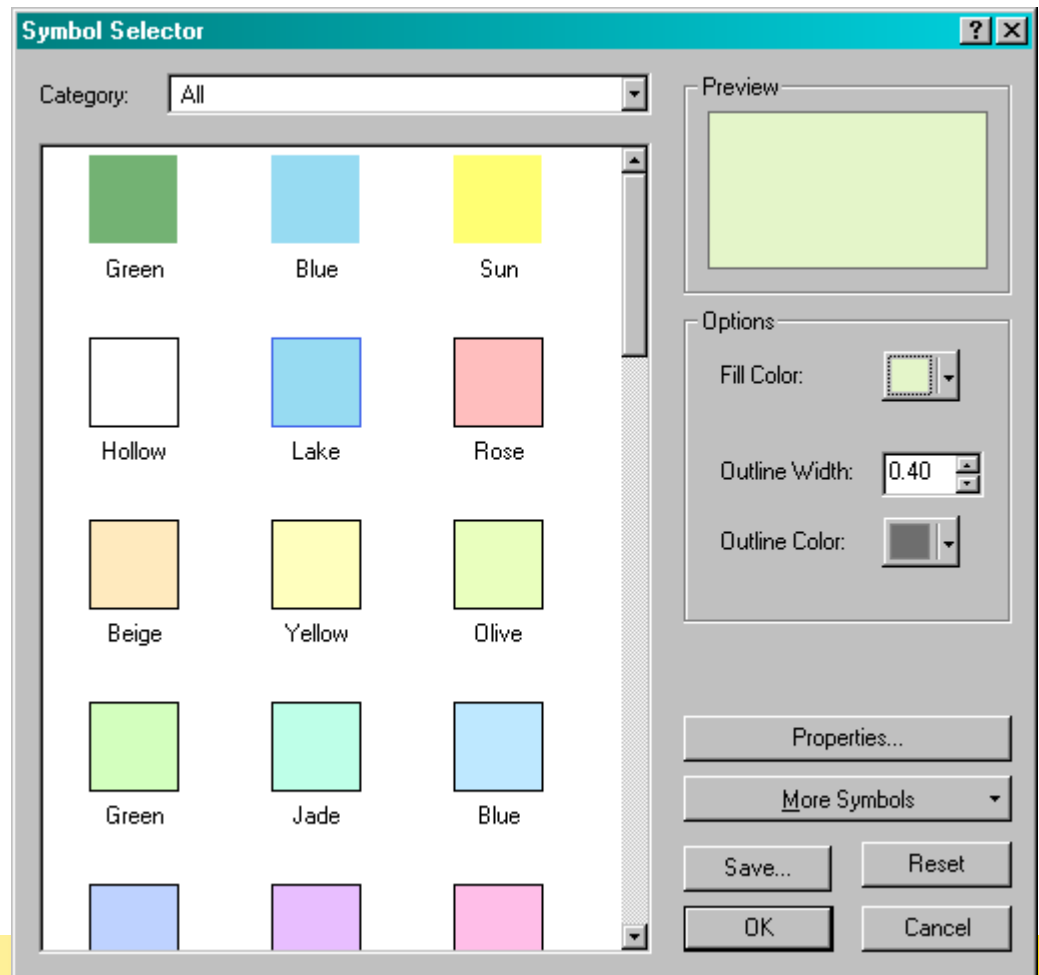 Symbol Selector
Category: All
Green Blue Sun
Hollow Lake Rose
Beige Yellow Olive
Green Jade Blue
Preview
Options
Fill Color:
Outline Width: 0.40
Outline Color:
Properties...
More Symbols
Save... Reset
OK Cancel